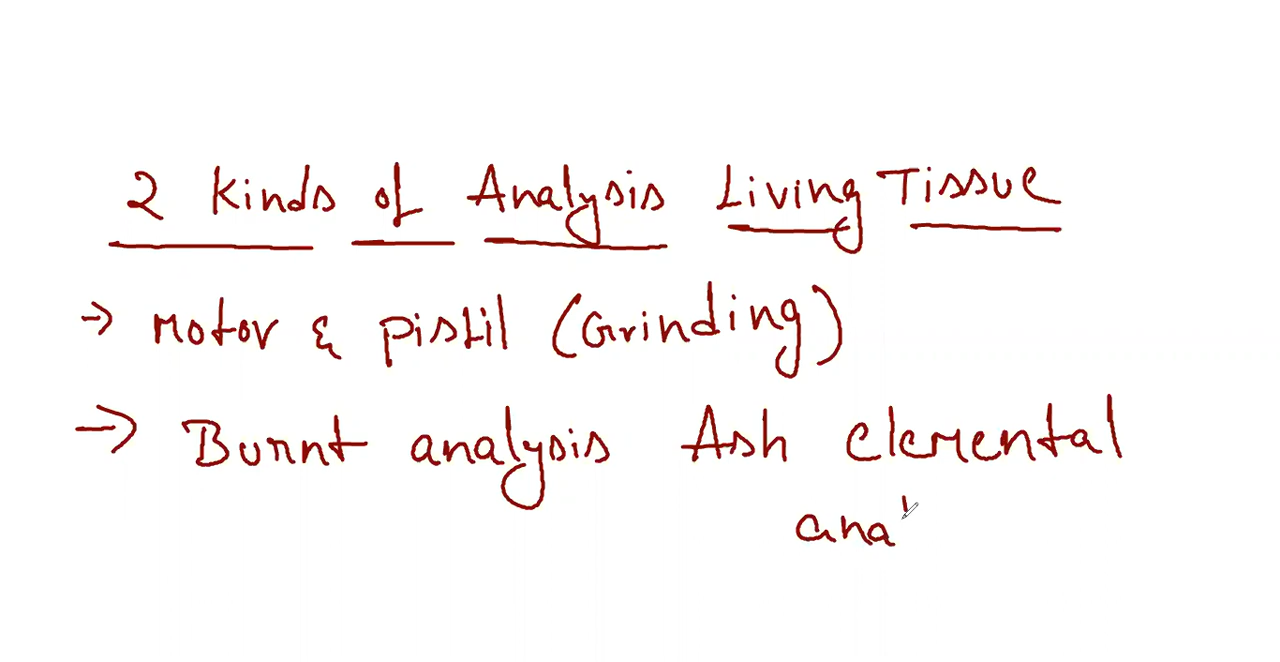 2 Kinds of Analysis Living Tissue
→ Motor & Pistil (Grinding)
→ Burnt analysis Ash elemental
ana